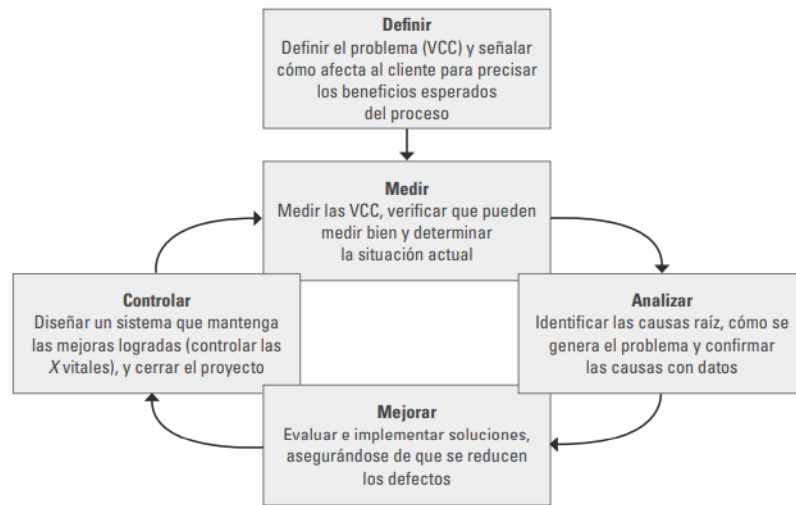 Definir
Definir el problema (VCC) y señalar
cómo afecta al cliente para precisar
los beneficios esperados
del proceso
Medir
Medir las VCC, verificar que pueden
medir bien y determinar
la situación actual
Analizar
Identificar las causas raíz, cómo se
genera el problema y confirmar
las causas con datos
Mejorar
Evaluar e implementar soluciones,
asegurándose de que se reducen
los defectos
Controlar
Diseñar un sistema que mantenga
las mejoras logradas (controlar las
X vitales), y cerrar el proyecto